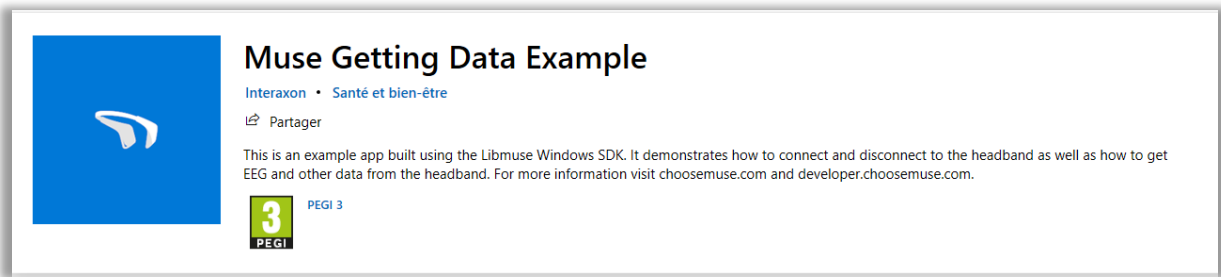 Muse Getting Data Example
Interaxon • Santé et bien-être
Partager
This is an example app built using the Libmuse Windows SDK. It demonstrates how to connect and disconnect to the headband as well as how to get
EEG and other data from the headband. For more information visit choosemuse.com and developer.choosemuse.com.
3 PEGI 3
PEGI